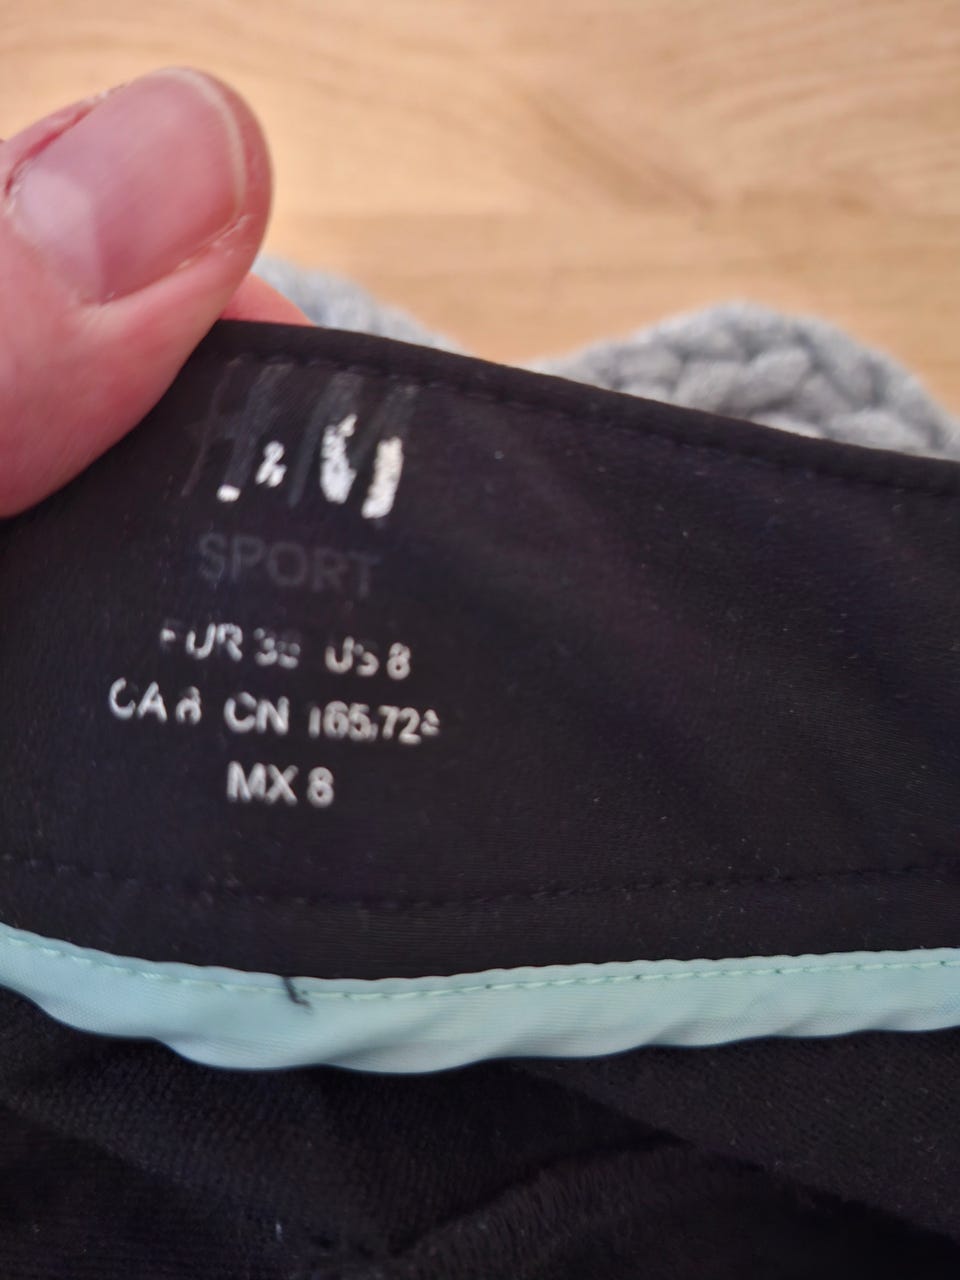 SPORT
EUR 38 US 8
CA 8 CN 165/72A
MX 8